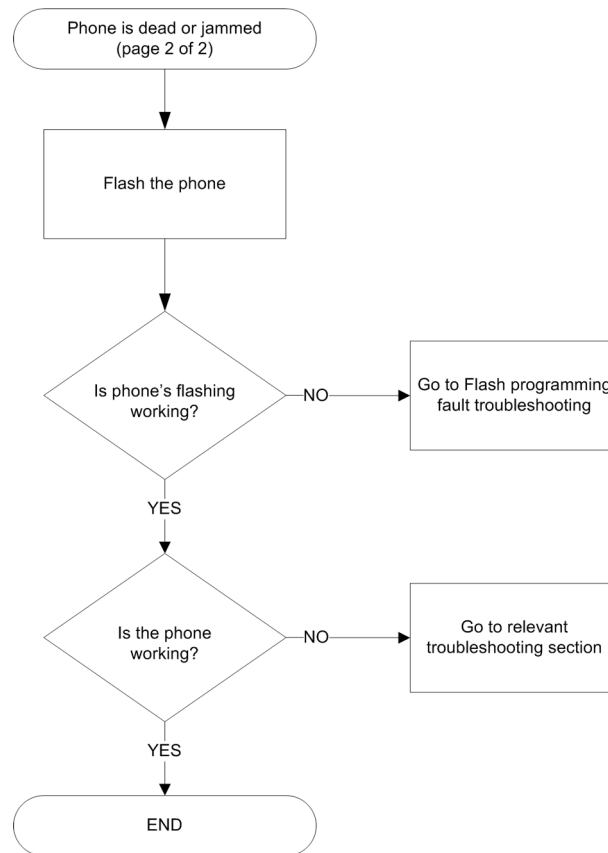 Phone is dead or jammed
(page 2 of 2)
Flash the phone
Is phone's flashing
working?
NO
Go to Flash programming
fault troubleshooting
YES
Is the phone
working?
NO
Go to relevant
troubleshooting section
YES
END